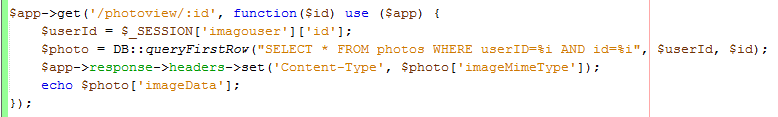 $app->get('/photoview/:id', function($id) use ($app) {
    $userId = $_SESSION['imagouser']['id'];
    $photo = DB::queryFirstRow("SELECT * FROM photos WHERE userID=%i AND id=%i", $userId, $id);
    $app->response->headers->set('Content-Type', $photo['imageMimeType']);
    echo $photo['imageData'];
});